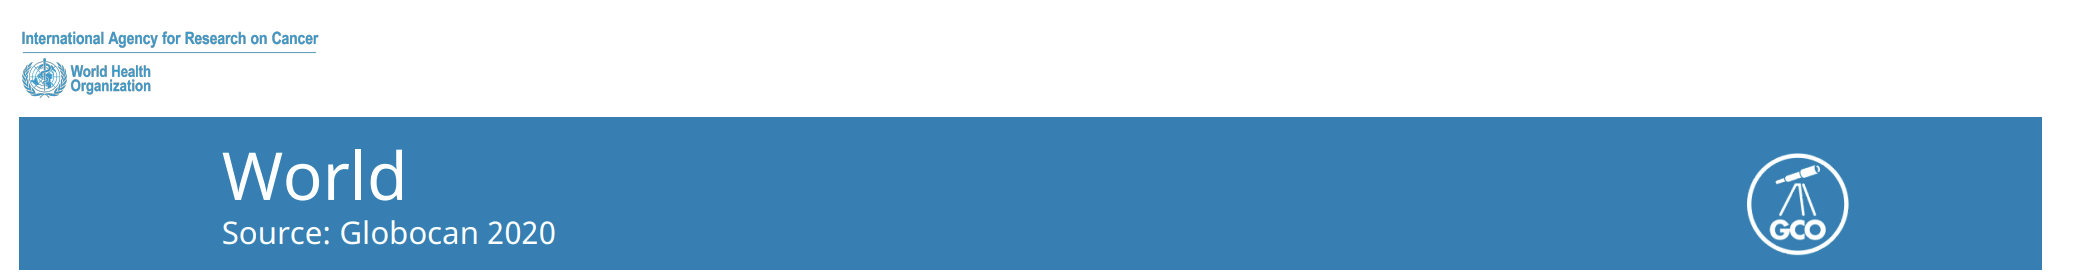 International Agency for Research on Cancer
World Health
Organization
World
Source: Globocan 2020
GCO